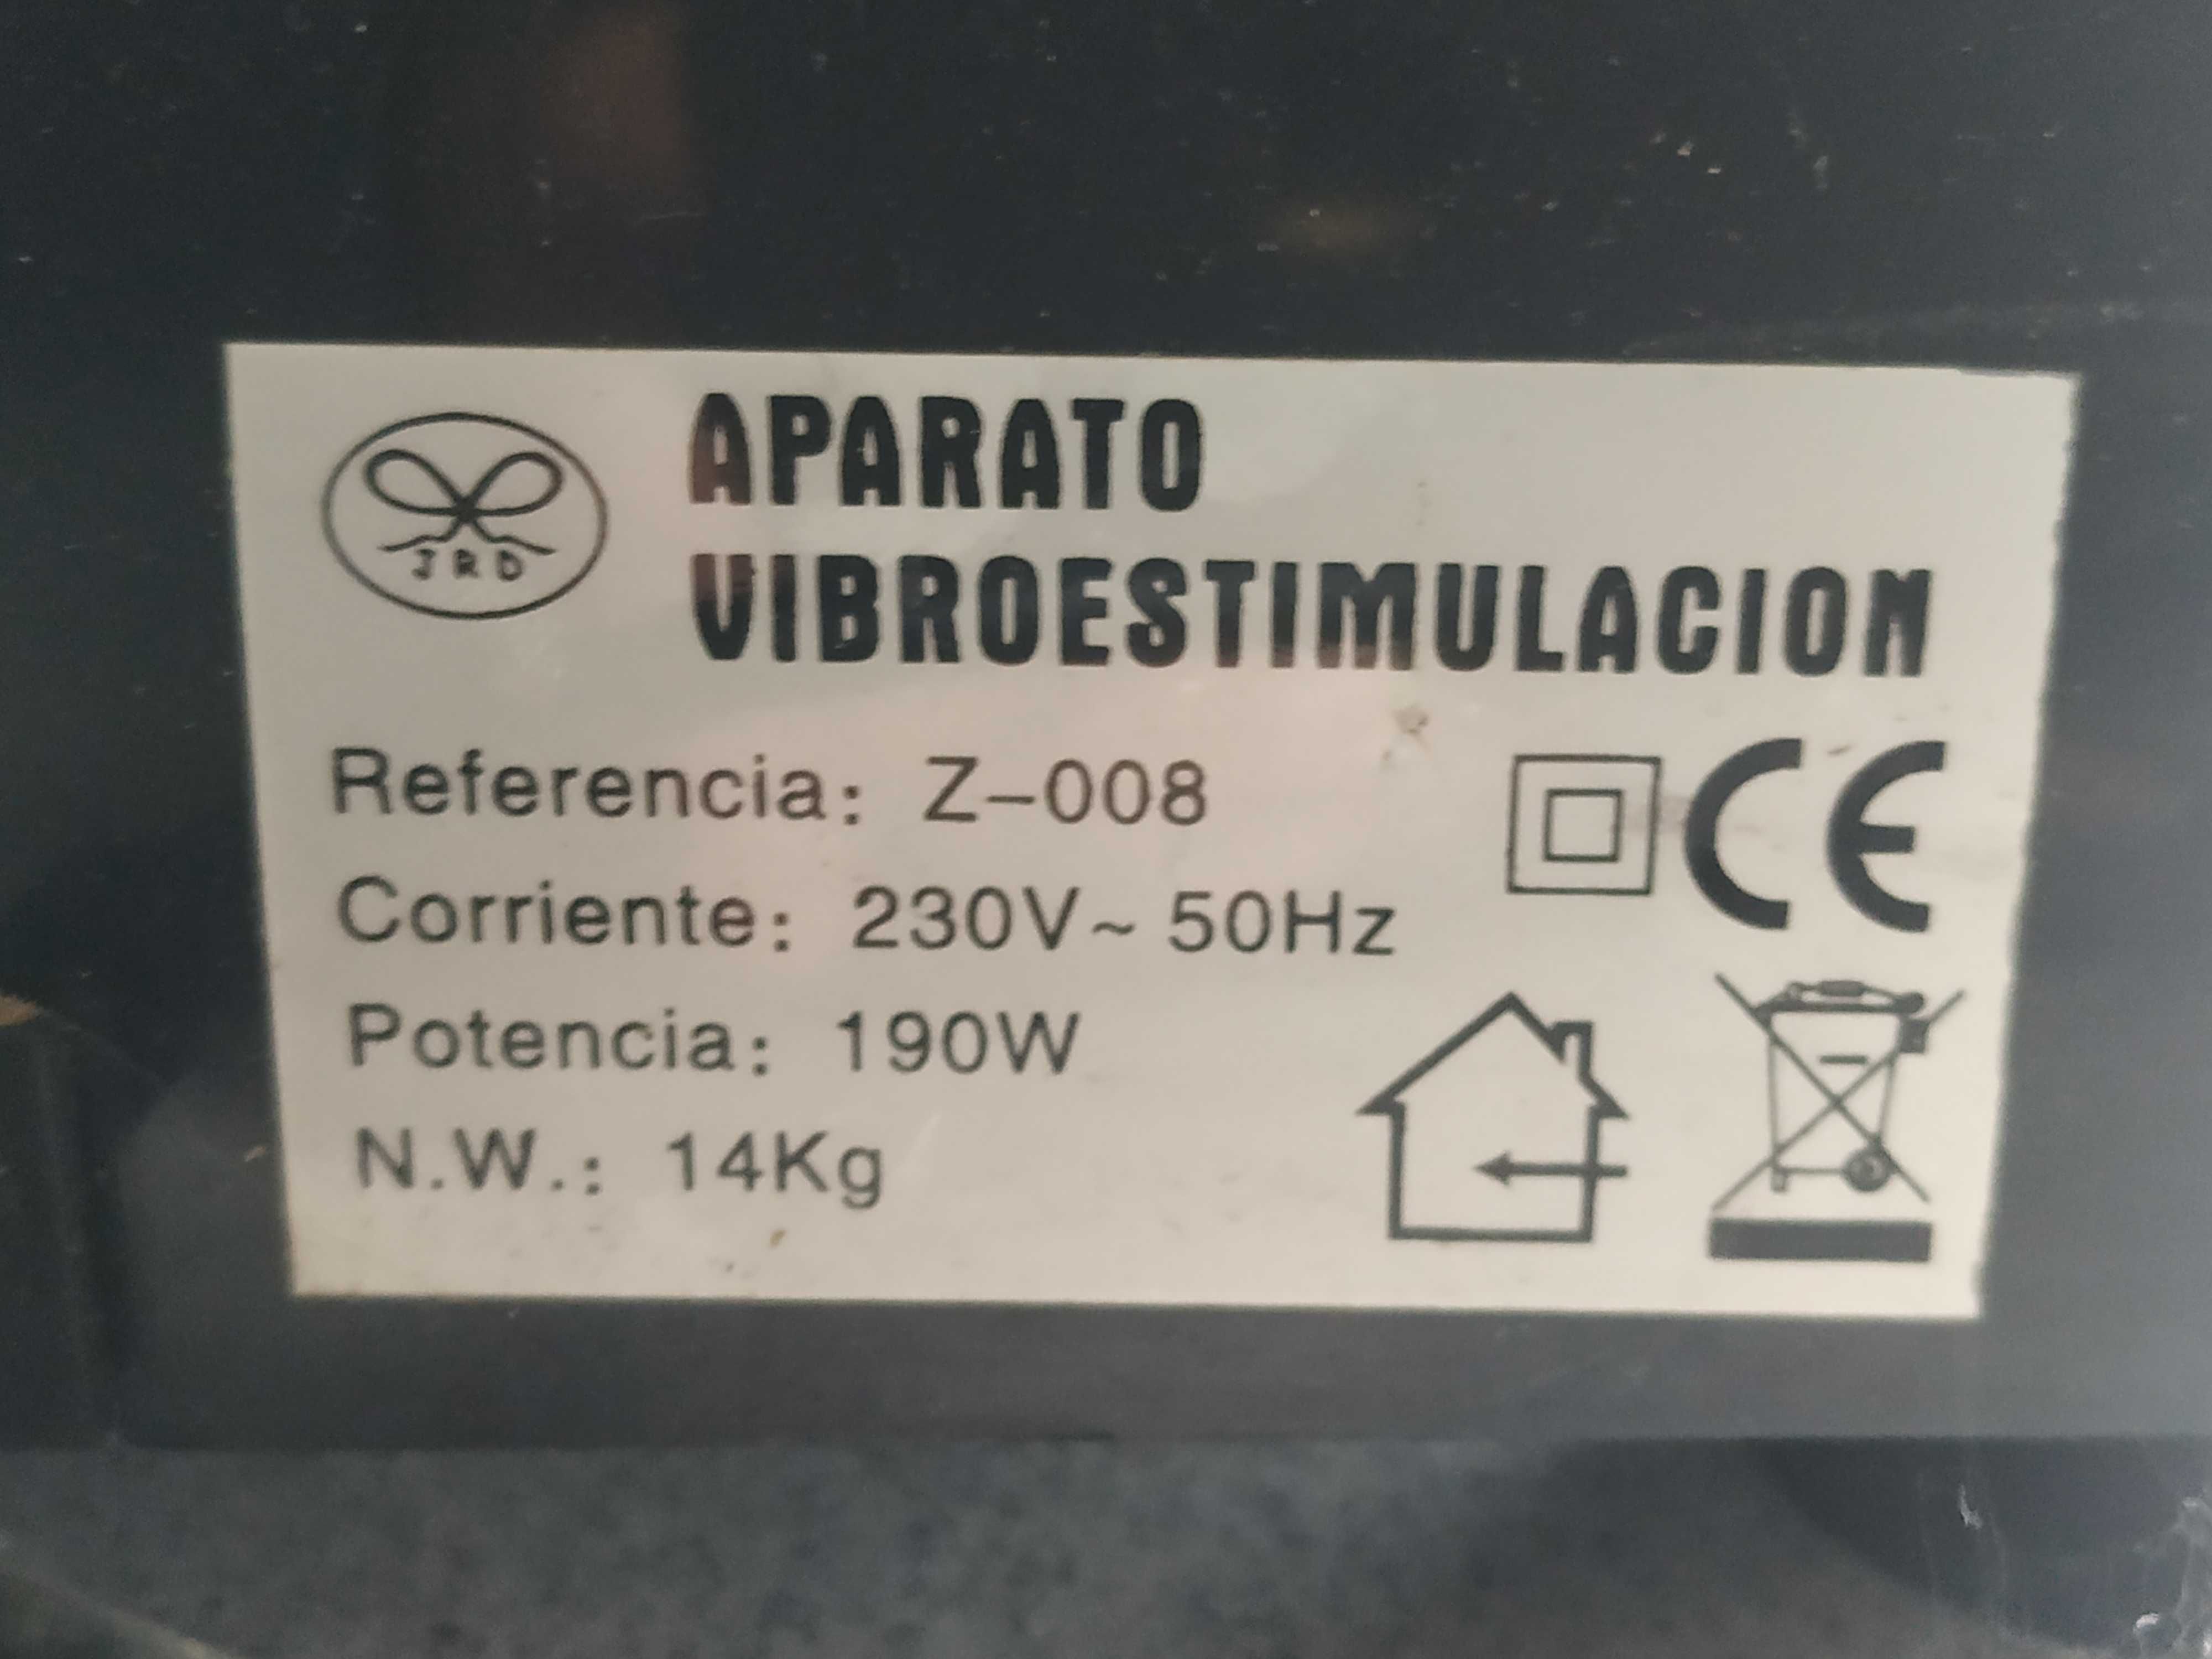 JRD
APARATO
VIBROESTIMULACION
Referencia: Z-008
Corriente: 230V~ 50Hz
Potencia: 190W
N.W.: 14Kg
CE